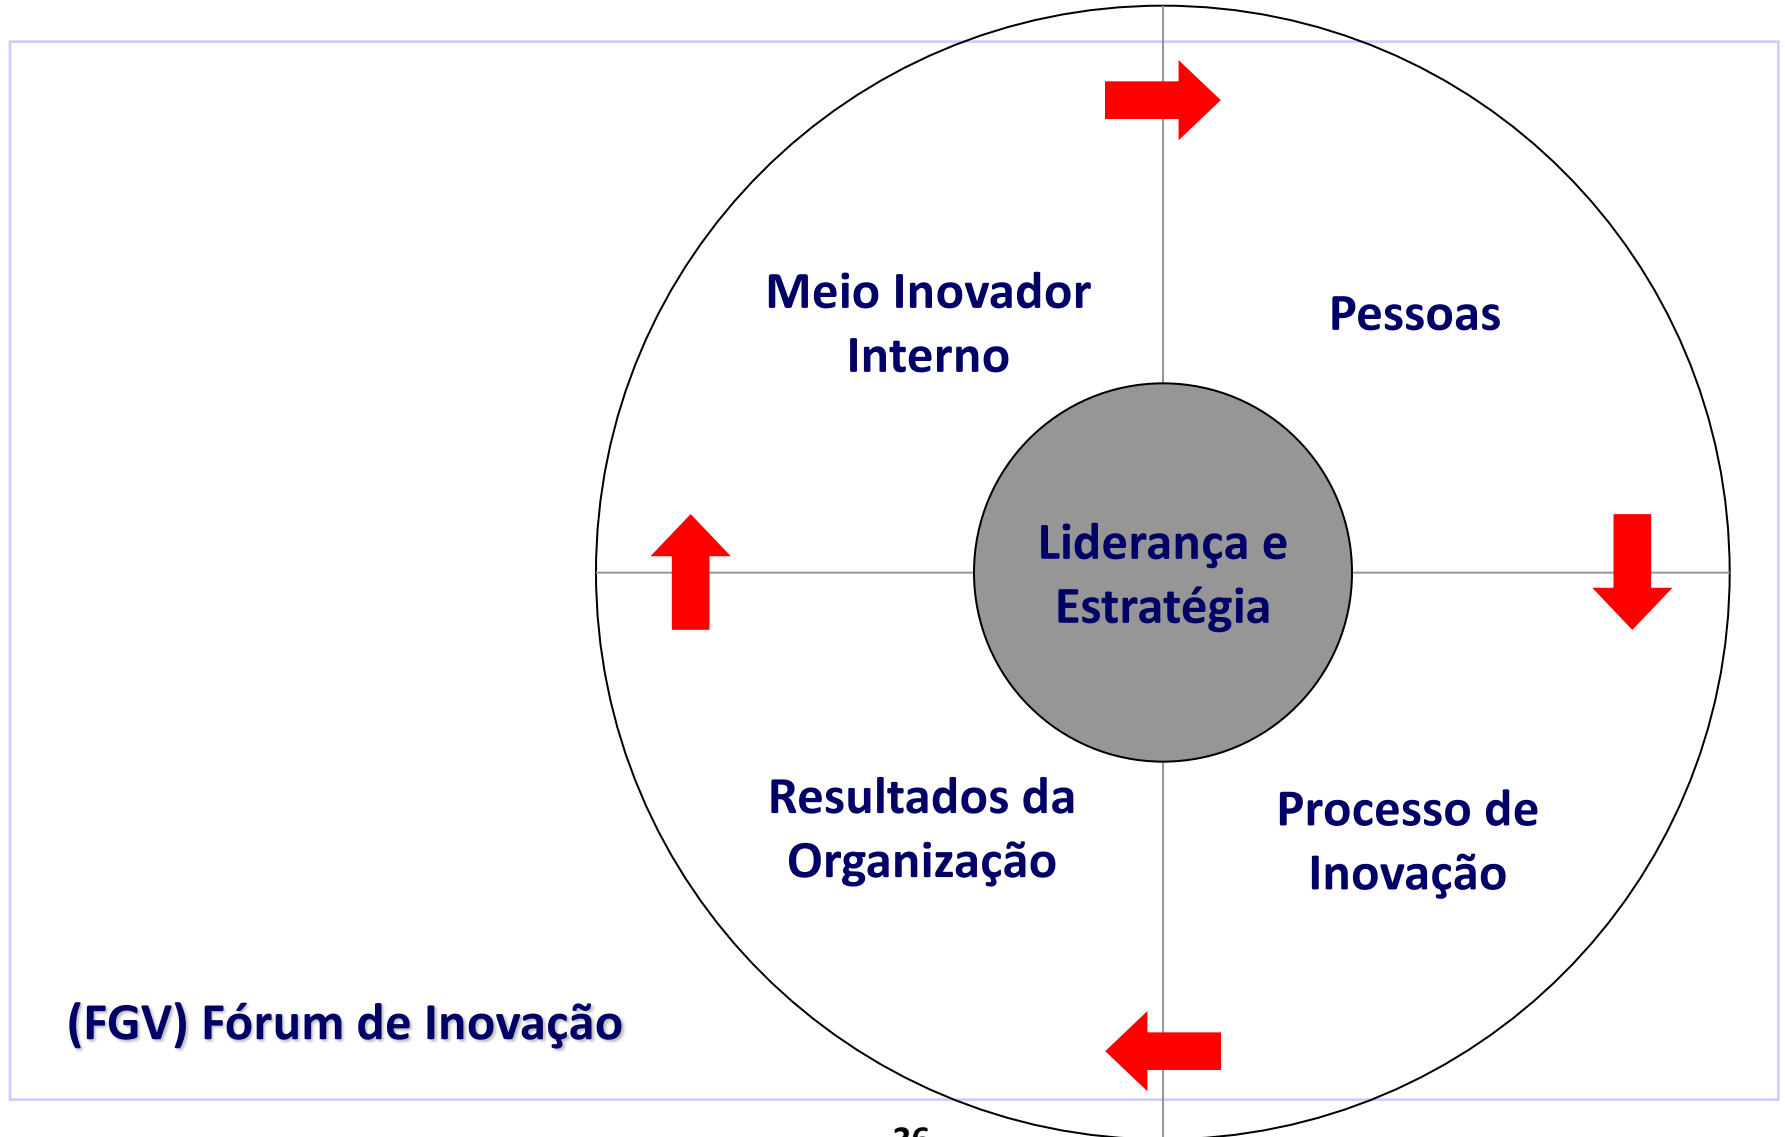 Meio Inovador
Interno
Pessoas
Liderança e
Estratégia
Resultados da
Organização
Processo de
Inovação
(FGV) Fórum de Inovação